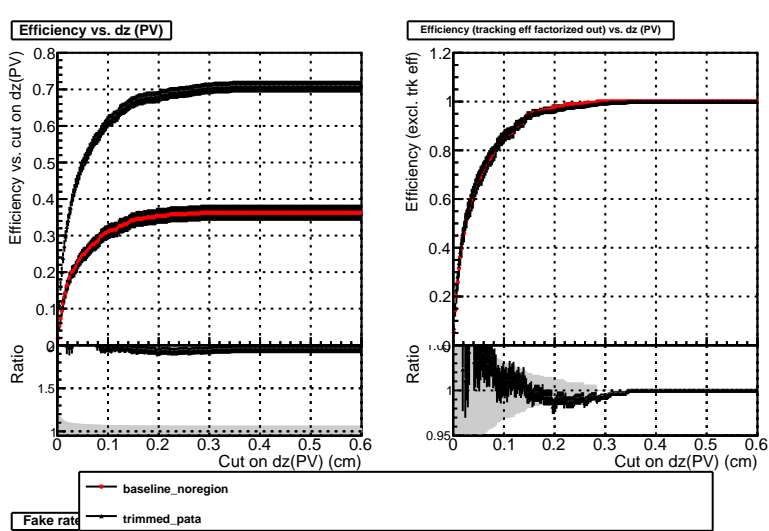 Efficiency vs. dz (PV)
Efficiency (tracking eff factorized out) vs. dz (PV)
Efficiency vs. cut on dz(PV)
0.8
0.7
0.6
0.5
0.4
0.3
0.2
0.1
0
Ratio
1.5
1
0 0.1 0.2 0.3 0.4 0.5 0.6
Cut on dz(PV) (cm)
Efficiency (excl. trk eff)
1.2
1
0.8
0.6
0.4
0.2
Ratio
1
0.95
0 0.1 0.2 0.3 0.4 0.5 0.6
Cut on dz(PV) (cm)
baseline_noregion
trimmed_pata
Fake rate